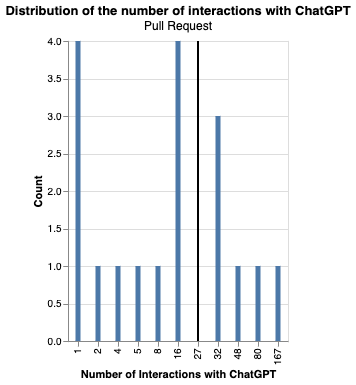 Distribution of the number of interactions with ChatGPT
Pull Request
4.0
3.5
3.0
2.5
2.0
1.5
1.0
0.5
0.0
Count
1 2 4 5 8 16 27 32 48 80 167
Number of Interactions with ChatGPT